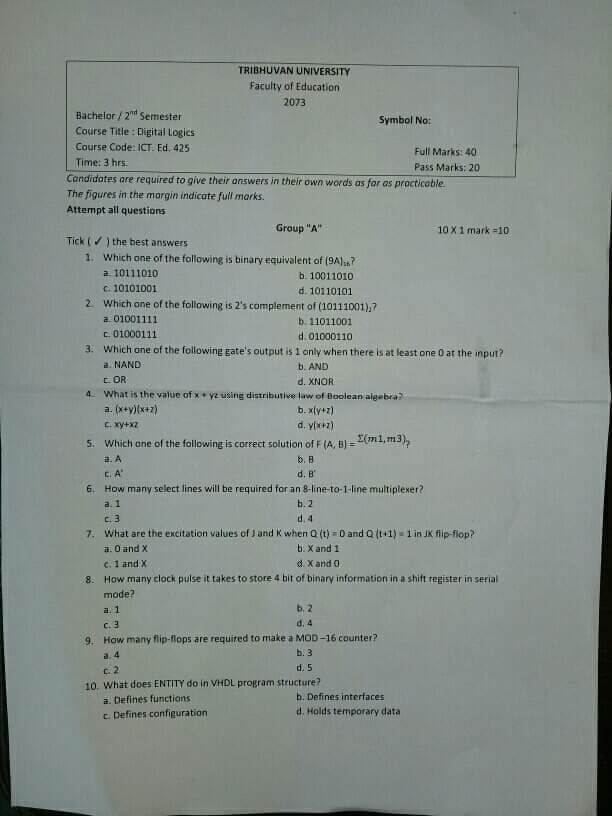 TRIBHUVAN UNIVERSITY
Faculty of Education
2073
Bachelor / 2nd Semester
Symbol No:
Course Title : Digital Logics
Course Code: ICT. Ed. 425
Full Marks: 40
Time: 3 hrs.
Pass Marks: 20
Candidates are required to give their answers in their own words as far as practicable.
The figures in the margin indicate full marks.
Attempt all questions
Group "A"
10 X 1 mark =10
Tick ( ✓ ) the best answers
1. Which one of the following is binary equivalent of (9A)₁₆?
a. 10111010 b. 10011010
c. 10101001 d. 10110101
2. Which one of the following is 2's complement of (10111001)₂?
a. 01001111 b. 11011001
c. 01000111 d. 01000110
3. Which one of the following gate's output is 1 only when there is at least one 0 at the input?
a. NAND b. AND
c. OR d. XNOR
4. What is the value of x + yz using distributive law of Boolean algebra?
a. (x+y)(x+z) b. x(y+z)
c. xy+xz d. y(x+z)
5. Which one of the following is correct solution of F (A, B) = Σ(m1,m3)?
a. A b. B
c. A' d. B'
6. How many select lines will be required for an 8-line-to-1-line multiplexer?
a. 1 b. 2
c. 3 d. 4
7. What are the excitation values of J and K when Q (t) = 0 and Q (t+1) = 1 in JK flip-flop?
a. 0 and X b. X and 1
c. 1 and X d. X and 0
8. How many clock pulse it takes to store 4 bit of binary information in a shift register in serial
mode?
a. 1 b. 2
c. 3 d. 4
9. How many flip-flops are required to make a MOD –16 counter?
a. 4 b. 3
c. 2 d. 5
10. What does ENTITY do in VHDL program structure?
a. Defines functions b. Defines interfaces
c. Defines configuration d. Holds temporary data